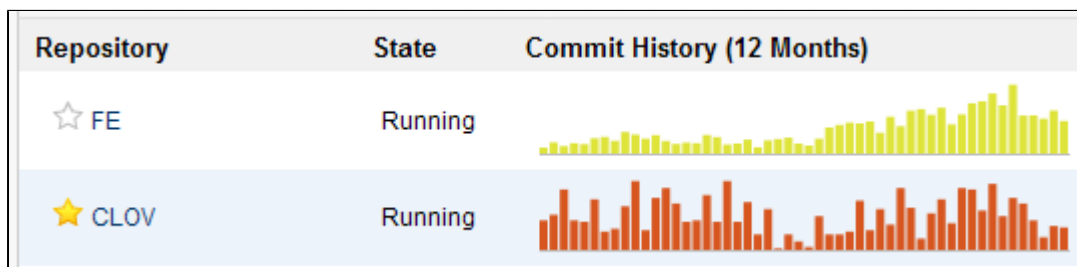 Repository State Commit History (12 Months)
FE Running
CLOV Running